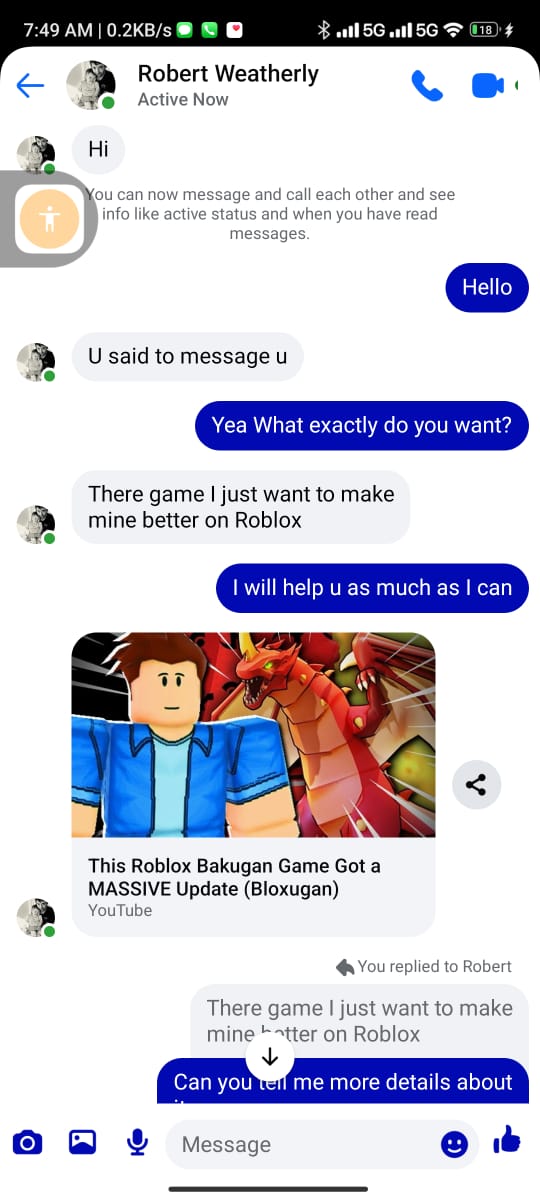 7:49 AM | 0.2KB/s 5G 5G 18
Robert Weatherly
Active Now
Hi
You can now message and call each other and see
info like active status and when you have read
messages.
Hello
U said to message u
Yea What exactly do you want?
There game I just want to make
mine better on Roblox
I will help u as much as I can
This Roblox Bakugan Game Got a
MASSIVE Update (Bloxugan)
YouTube
You replied to Robert
There game I just want to make
mine better on Roblox
Can you tell me more details about
Message